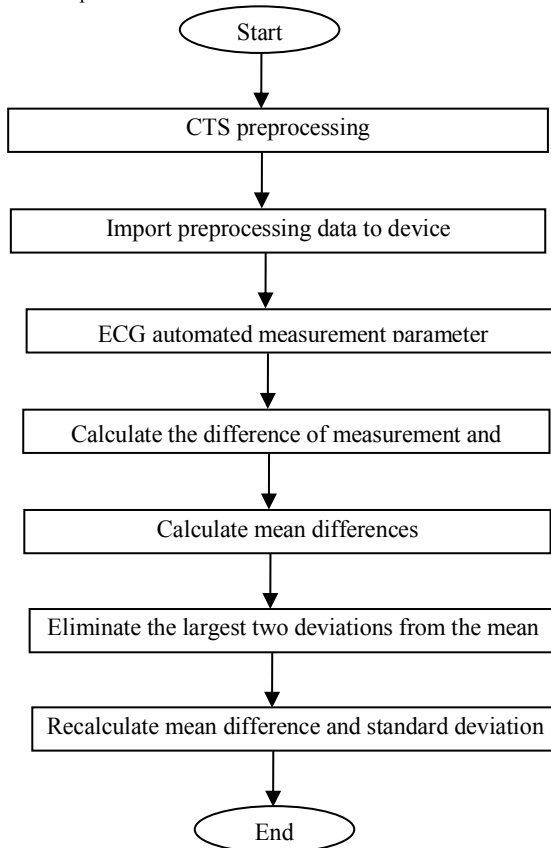 Start
CTS preprocessing
Import preprocessing data to device
ECG automated measurement parameter
Calculate the difference of measurement and
Calculate mean differences
Eliminate the largest two deviations from the mean
Recalculate mean difference and standard deviation
End